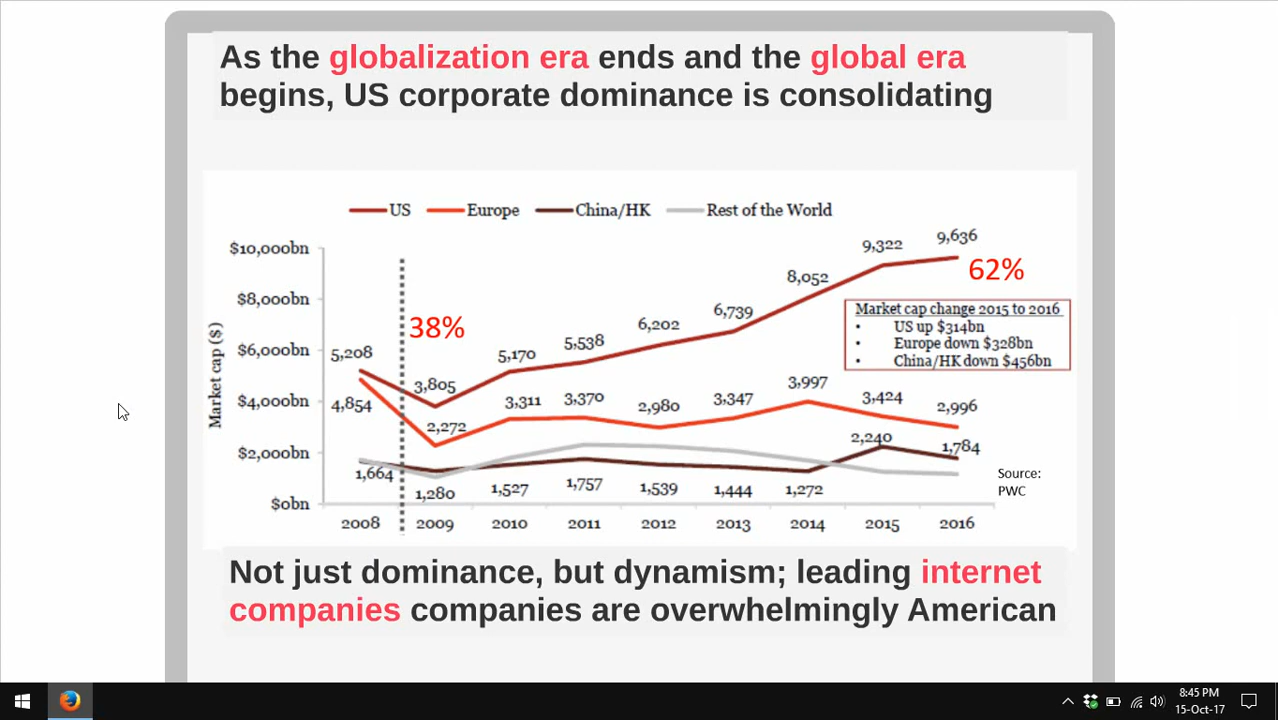 As the globalization era ends and the global era
begins, US corporate dominance is consolidating
US Europe China/HK Rest of the World
$10,000bn
$8,000bn
$6,000bn
$4,000bn
$2,000bn
$0bn
Market cap ($)
5,208 3,805 5,170 5,538 6,202 6,739 8,052 9,322 9,636
38%
62%
Market cap change 2015 to 2016
• US up $314bn
• Europe down $328bn
• China/HK down $456bn
4,854 2,272 3,311 3,370 2,980 3,347 3,997 3,424 2,996
1,664 1,280 1,527 1,757 1,539 1,444 1,272 2,240 1,784
Source:
PWC
2008 2009 2010 2011 2012 2013 2014 2015 2016
Not just dominance, but dynamism; leading internet
companies companies are overwhelmingly American
8:45 PM
15-Oct-17